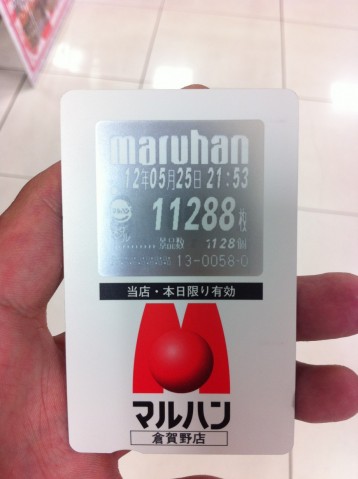 maruhan
12年05月25日 21:53
11288枚
景品数 1128個
13-0058-0
当店・本日限り有効
マルハン
倉賀野店